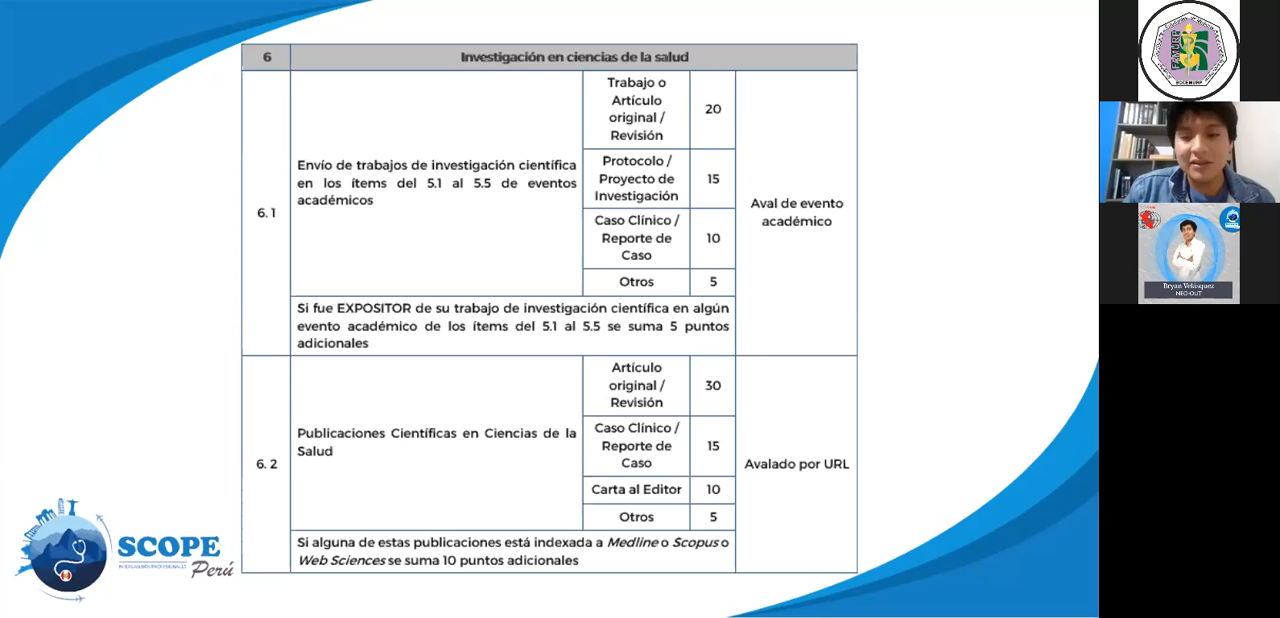 6
Investigación en ciencias de la salud
6. 1
Envío de trabajos de investigación científica
en los ítems del 5.1 al 5.5 de eventos
académicos
Trabajo o
Artículo
original /
Revisión
20
Protocolo /
Proyecto de
Investigación
15
Caso Clínico /
Reporte de
Caso
10
Otros
5
Aval de evento
académico
Si fue EXPOSITOR de su trabajo de investigación científica en algún
evento académico de los ítems del 5.1 al 5.5 se suma 5 puntos
adicionales
6. 2
Publicaciones Científicas en Ciencias de la
Salud
Artículo
original /
Revisión
30
Caso Clínico /
Reporte de
Caso
15
Carta al Editor
10
Otros
5
Avalado por URL
Si alguna de estas publicaciones está indexada a Medline o Scopus o
Web Sciences se suma 10 puntos adicionales
SCOPE
Perú
Bryan Velásquez
NEO-OUT